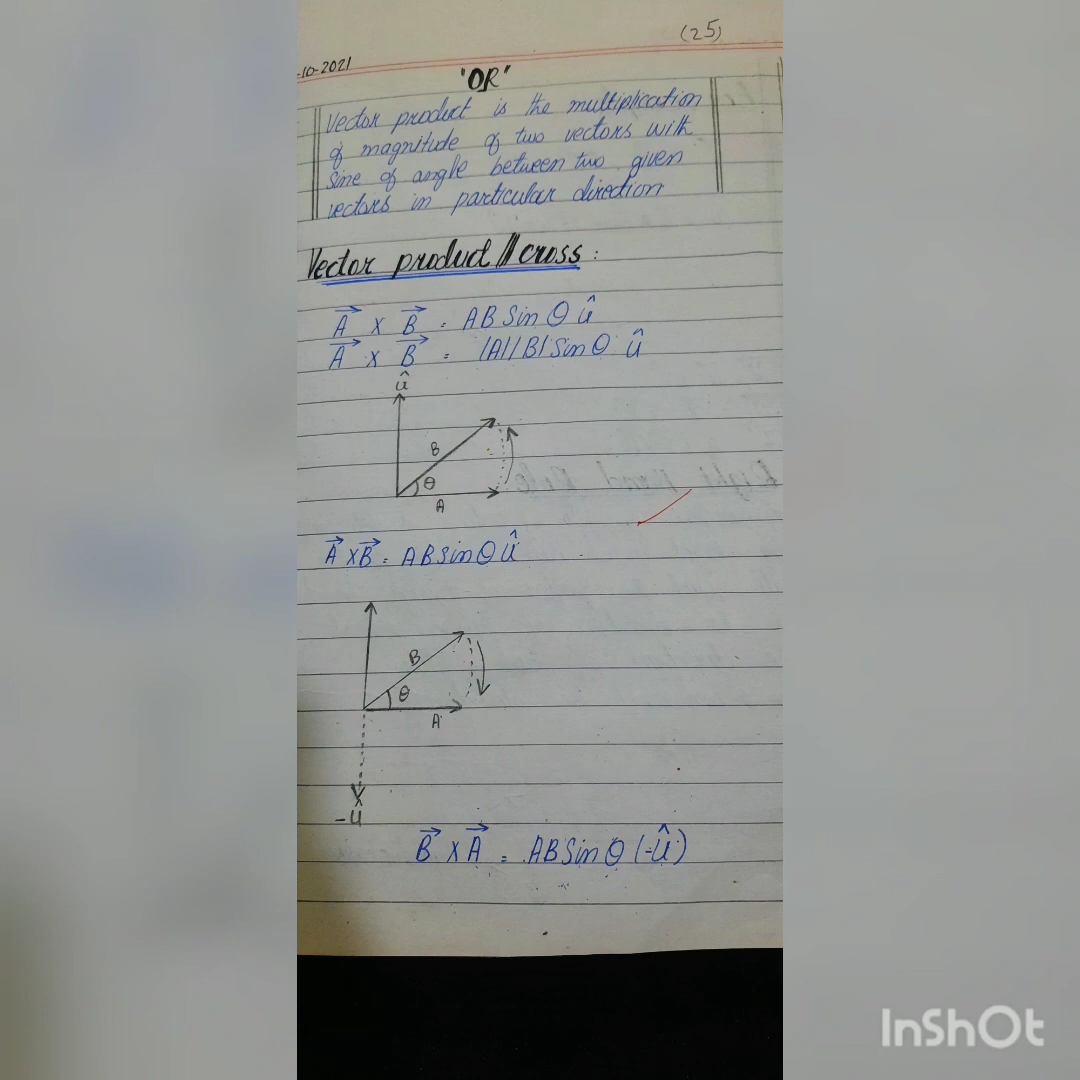 (25)
-10-2021
"OR"
Vector product is the multiplication
of magnitude of two vectors with
sine of angle between two given
vectors in particular direction
Vector product // cross :
A⃗ × B⃗ = AB Sin θ û
A⃗ × B⃗ = |A||B| Sin θ û
û
B
θ
A
A⃗ × B⃗ = AB sin θ û
B
θ
A
-û
B⃗ × A⃗ = AB Sin θ (-û)
InShOt